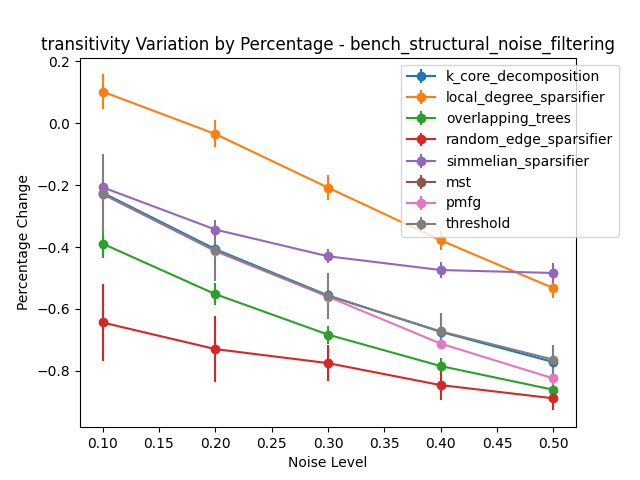 transitivity Variation by Percentage - bench_structural_noise_filtering
k_core_decomposition
local_degree_sparsifier
overlapping_trees
random_edge_sparsifier
simmelian_sparsifier
mst
pmfg
threshold
Percentage Change
0.2
0.0
−0.2
−0.4
−0.6
−0.8
0.10 0.15 0.20 0.25 0.30 0.35 0.40 0.45 0.50
Noise Level